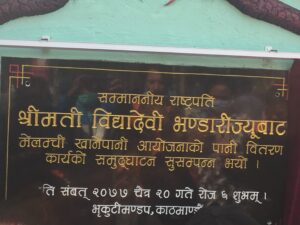 सम्माननीय राष्ट्रपति
श्रीमती विद्यादेवी भण्डारीज्यूबाट
मेलम्ची खानेपानी आयोजनाको पानी वितरण
कार्यको समुद्घाटन सुसम्पन्न भयो ।
ति संबत् २०७७ चैत्र २० गते रोज ६ शुभम् ।
भृकुटीमण्डप, काठमाण्डौ